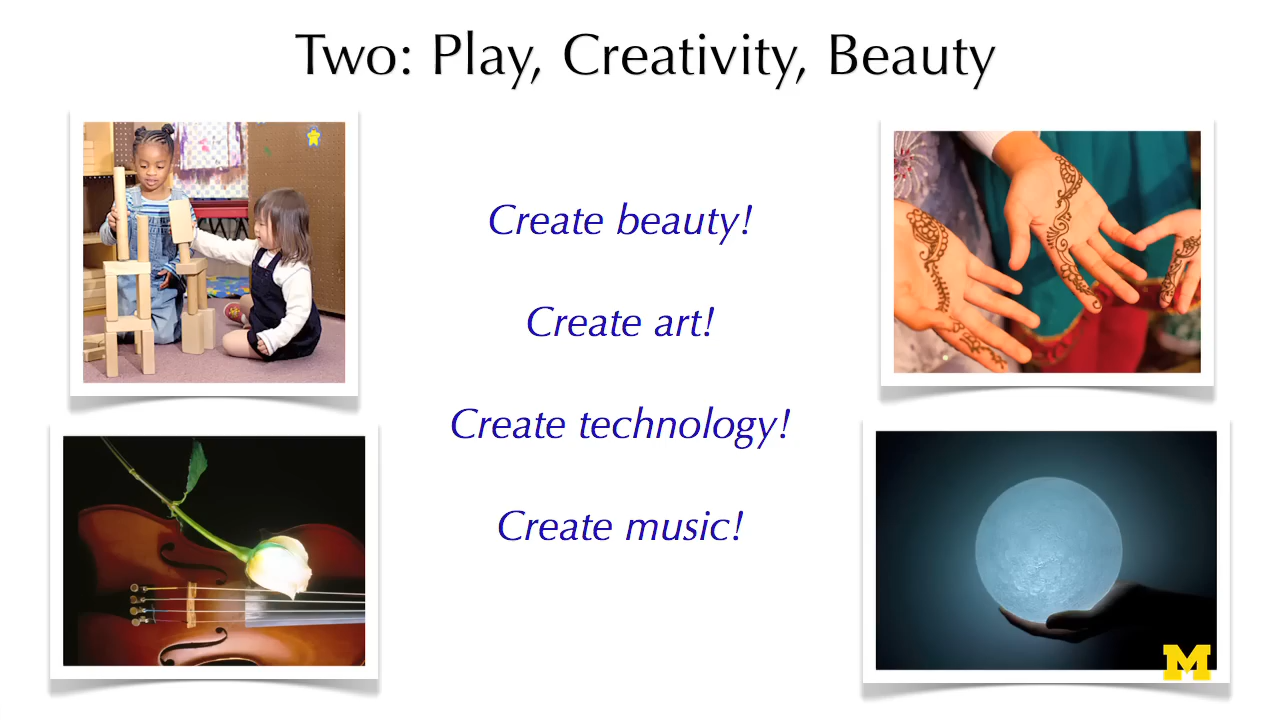 Two: Play, Creativity, Beauty
Create beauty!
Create art!
Create technology!
Create music!
M